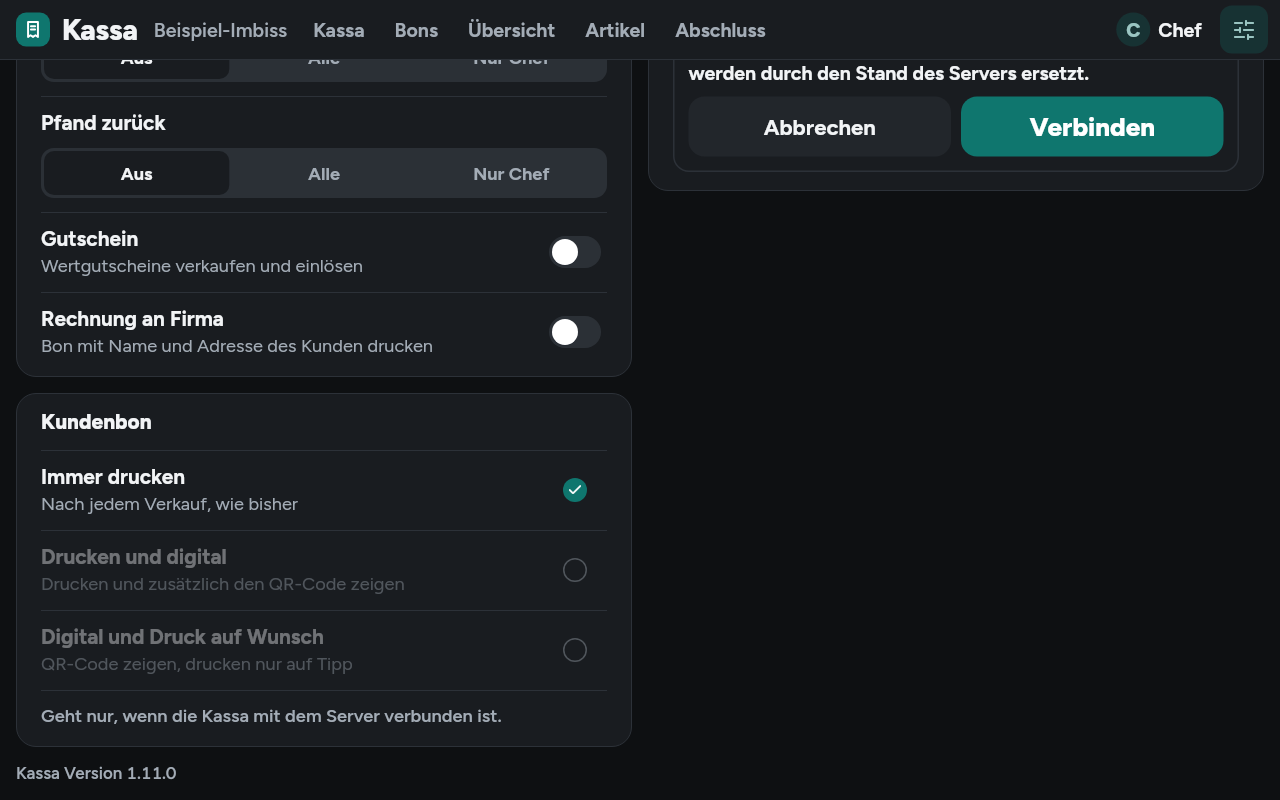 Kassa Beispiel-Imbiss Kassa Bons Übersicht Artikel Abschluss C Chef
Aus Alle Nur Chef
Pfand zurück
Aus Alle Nur Chef
Gutschein
Wertgutscheine verkaufen und einlösen
Rechnung an Firma
Bon mit Name und Adresse des Kunden drucken
Kundenbon
Immer drucken
Nach jedem Verkauf, wie bisher
Drucken und digital
Drucken und zusätzlich den QR-Code zeigen
Digital und Druck auf Wunsch
QR-Code zeigen, drucken nur auf Tipp
Geht nur, wenn die Kassa mit dem Server verbunden ist.
Kassa Version 1.11.0
werden durch den Stand des Servers ersetzt.
Abbrechen Verbinden